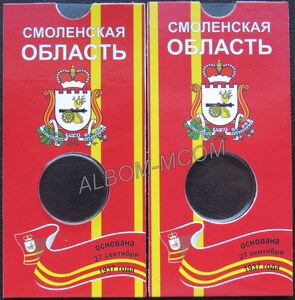 СМОЛЕНСКАЯ
ОБЛАСТЬ
основана
27 сентября
1937 года
СМОЛЕНСКАЯ
ОБЛАСТЬ
основана
27 сентября
1937 года
ALBOM-MCOM